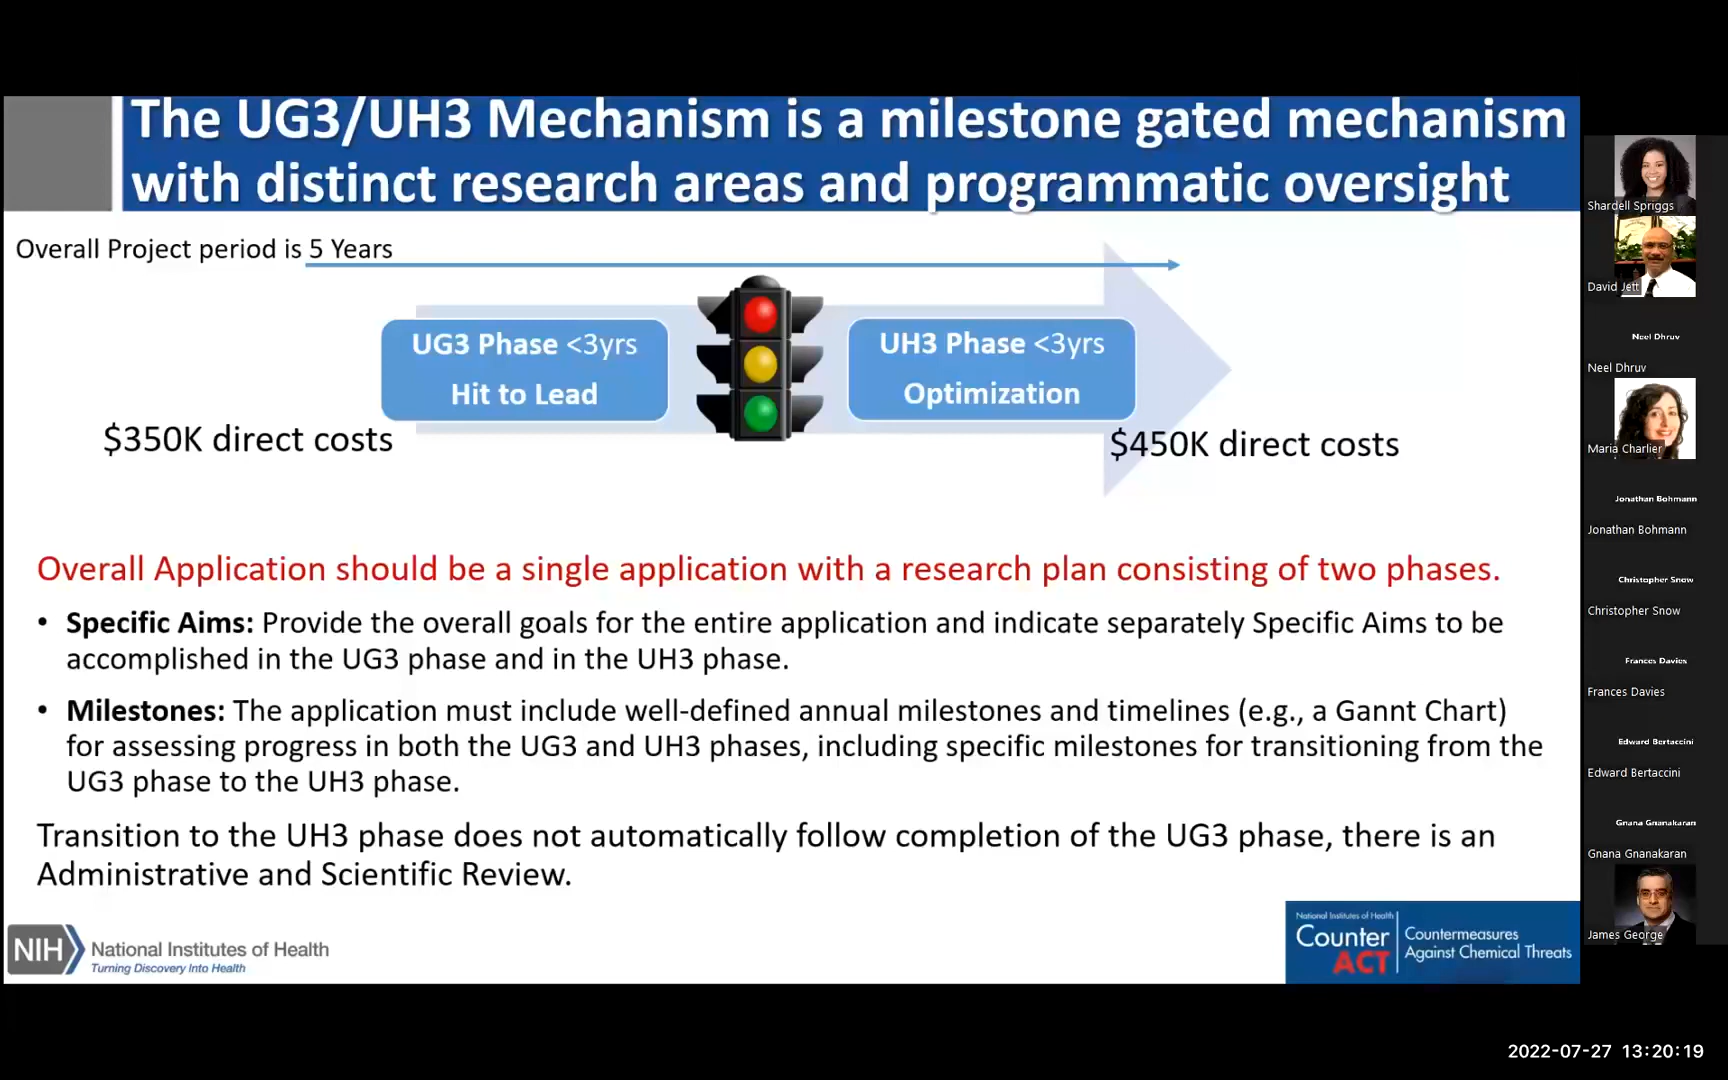 The UG3/UH3 Mechanism is a milestone gated mechanism
with distinct research areas and programmatic oversight
Overall Project period is 5 Years
UG3 Phase <3yrs
Hit to Lead
UH3 Phase <3yrs
Optimization
$350K direct costs
$450K direct costs
Overall Application should be a single application with a research plan consisting of two phases.
• Specific Aims: Provide the overall goals for the entire application and indicate separately Specific Aims to be
accomplished in the UG3 phase and in the UH3 phase.
• Milestones: The application must include well-defined annual milestones and timelines (e.g., a Gannt Chart)
for assessing progress in both the UG3 and UH3 phases, including specific milestones for transitioning from the
UG3 phase to the UH3 phase.
Transition to the UH3 phase does not automatically follow completion of the UG3 phase, there is an
Administrative and Scientific Review.
NIH
National Institutes of Health
Turning Discovery Into Health
National Institutes of Health
Counter
ACT
Countermeasures
Against Chemical Threats
Shardell Spriggs
David Jett
Neel Dhruv
Neel Dhruv
Maria Charlier
Jonathan Bohmann
Jonathan Bohmann
Christopher Snow
Christopher Snow
Frances Davies
Frances Davies
Edward Bertaccini
Edward Bertaccini
Gnana Gnanakaran
Gnana Gnanakaran
James George
2022-07-27 13:20:19